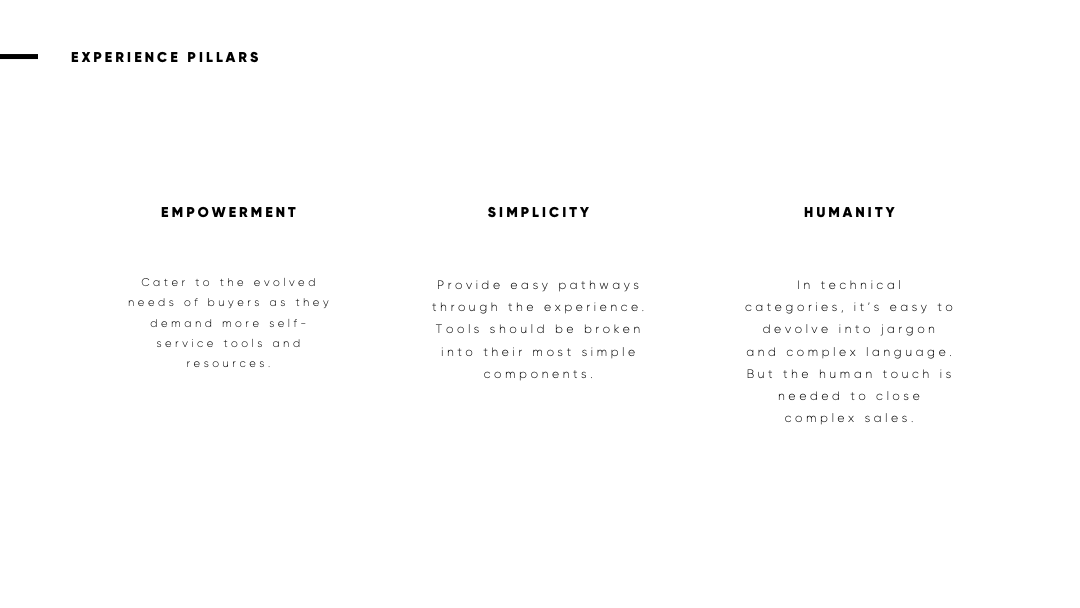 EXPERIENCE PILLARS
EMPOWERMENT
Cater to the evolved
needs of buyers as they
demand more self-
service tools and
resources.
SIMPLICITY
Provide easy pathways
through the experience.
Tools should be broken
into their most simple
components.
HUMANITY
In technical
categories, it’s easy to
devolve into jargon
and complex language.
But the human touch is
needed to close
complex sales.